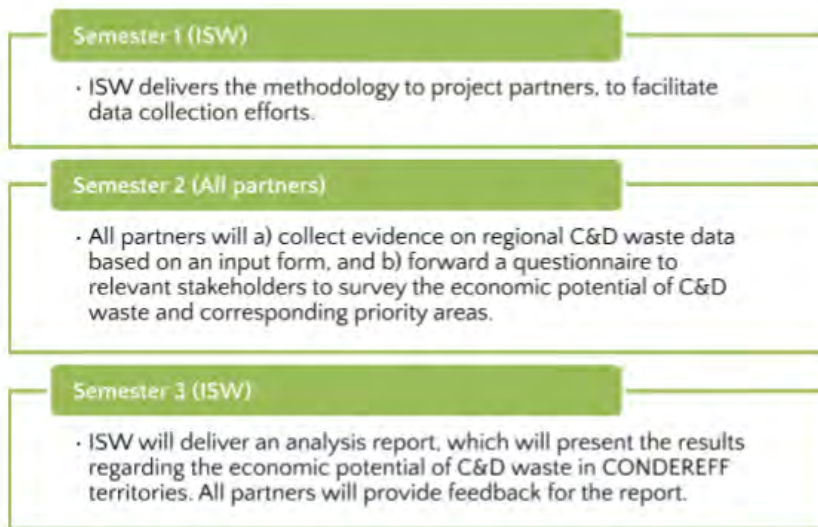 Semester 1 (ISW)
· ISW delivers the methodology to project partners, to facilitate
data collection efforts.
Semester 2 (All partners)
· All partners will a) collect evidence on regional C&D waste data
based on an input form, and b) forward a questionnaire to
relevant stakeholders to survey the economic potential of C&D
waste and corresponding priority areas.
Semester 3 (ISW)
· ISW will deliver an analysis report, which will present the results
regarding the economic potential of C&D waste in CONDEREFF
territories. All partners will provide feedback for the report.